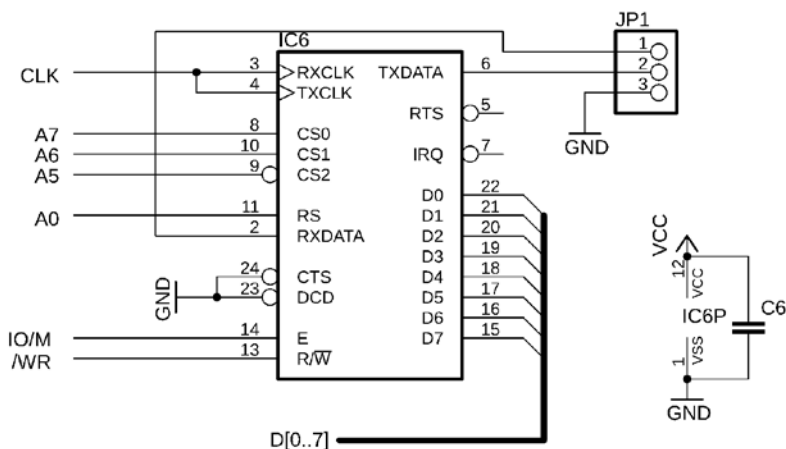 JP1
IC6
1
2
3
GND
CLK
3
4
RXCLK
TXCLK
TXDATA
6
RTS
5
A7
A6
A5
8
10
9
CS0
CS1
CS2
IRQ
7
A0
11
2
RS
RXDATA
D0
D1
D2
D3
D4
D5
D6
D7
22
21
20
19
18
17
16
15
GND
24
23
CTS
DCD
IO/M
/WR
14
13
E
R/W̅
D[0..7]
VCC
12
VCC
IC6P
C6
1
VSS
GND